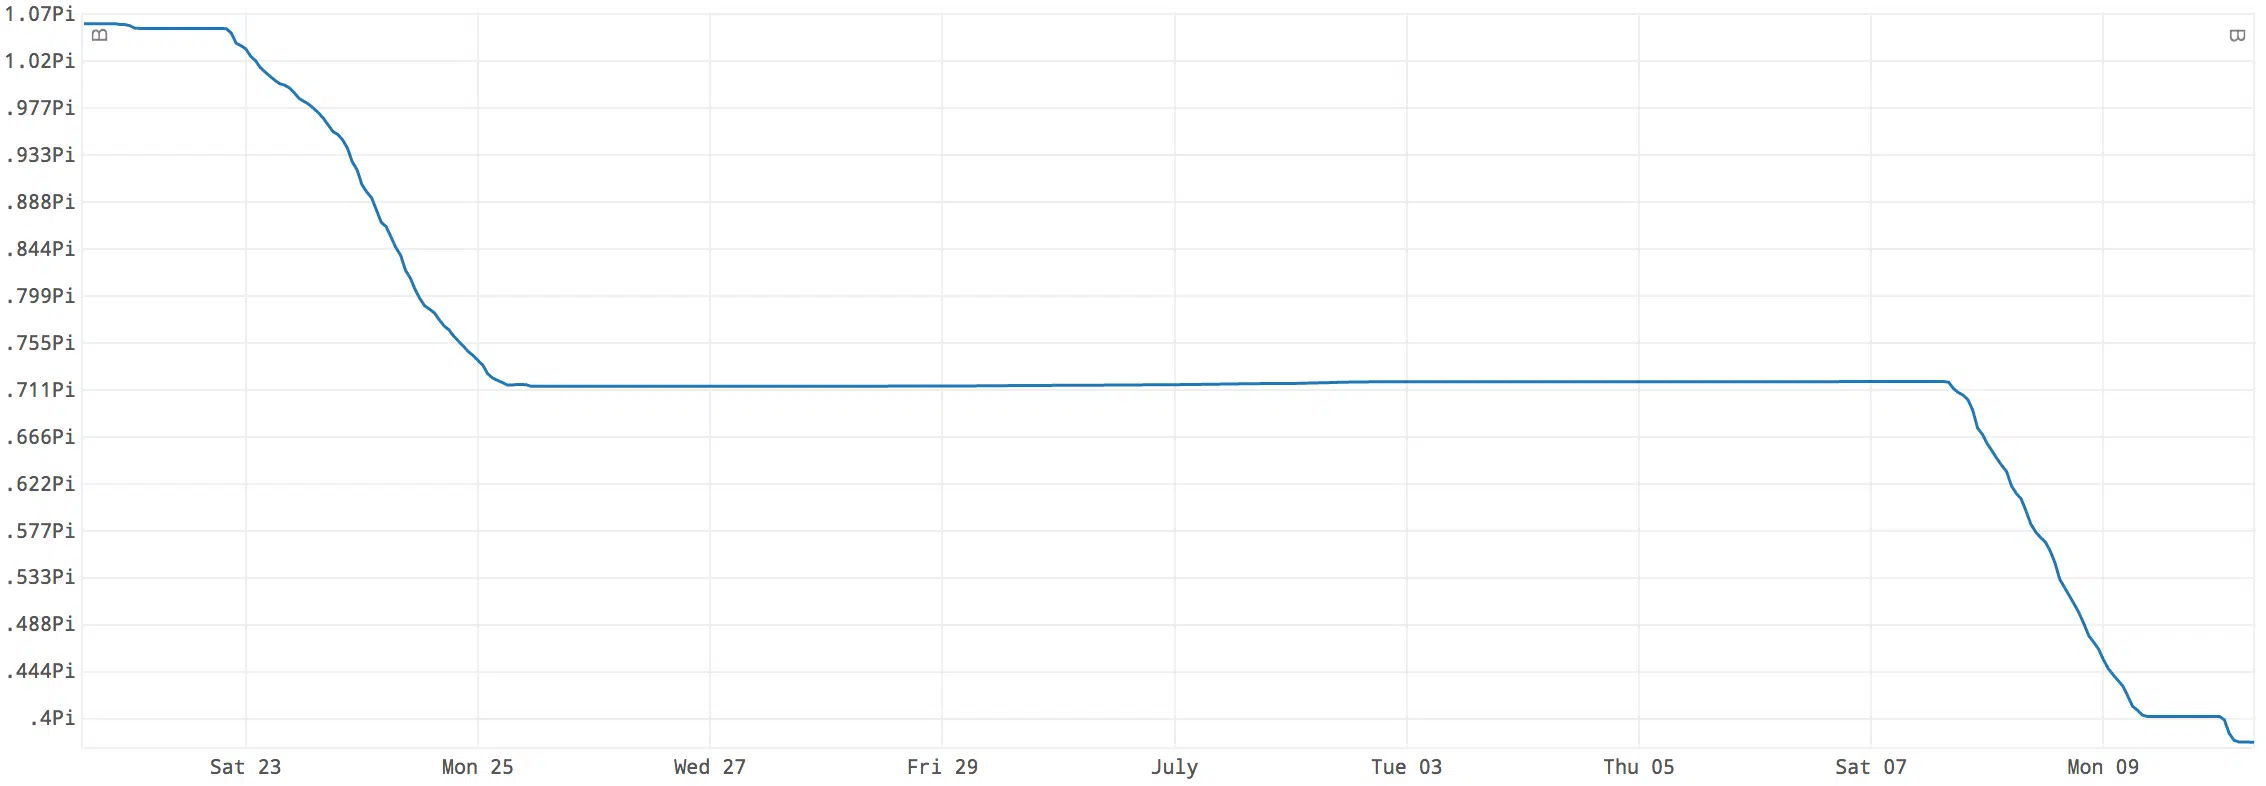 1.07Pi
B
B
1.02Pi
.977Pi
.933Pi
.888Pi
.844Pi
.799Pi
.755Pi
.711Pi
.666Pi
.622Pi
.577Pi
.533Pi
.488Pi
.444Pi
.4Pi
Sat 23 Mon 25 Wed 27 Fri 29 July Tue 03 Thu 05 Sat 07 Mon 09